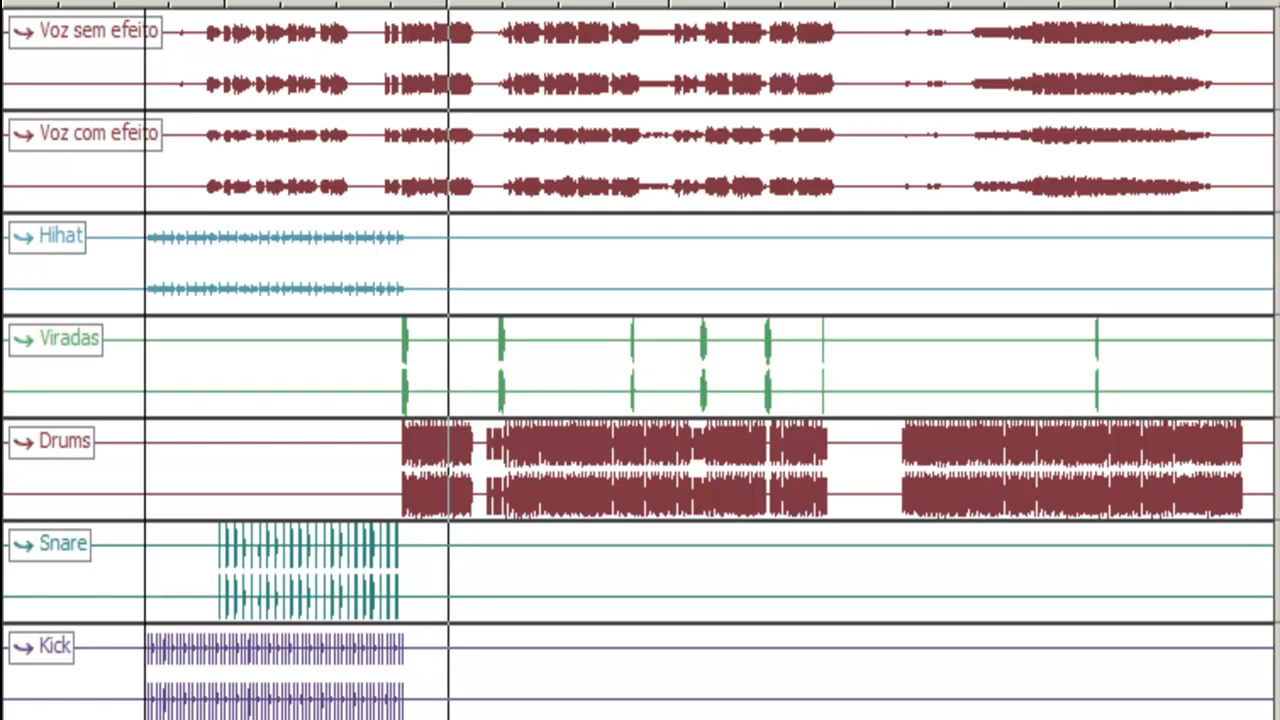 Voz sem efeito
Voz com efeito
Hihat
Viradas
Drums
Snare
Kick